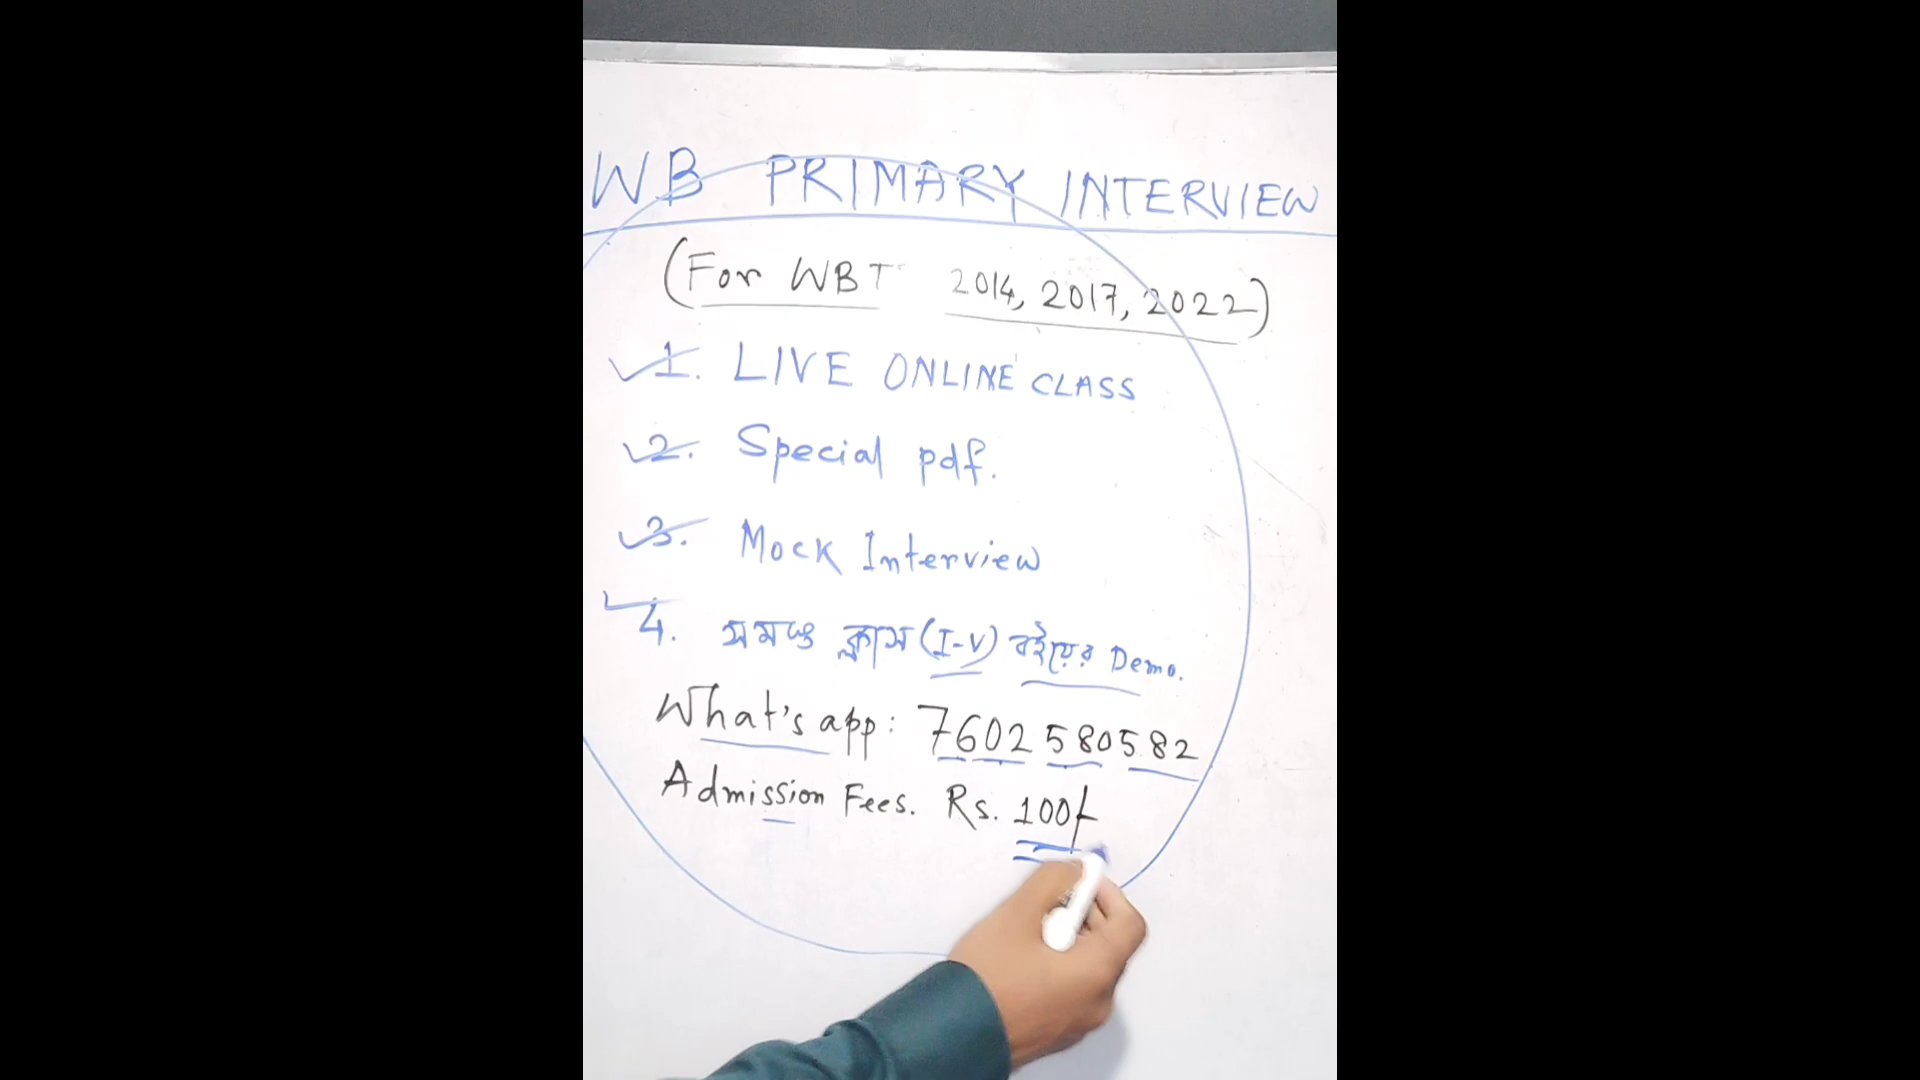 WB PRIMARY INTERVIEW
(For WBT 2014, 2017, 2022)
1. LIVE ONLINE CLASS
2. Special pdf.
3. Mock Interview
4. সমস্ত ক্লাস (I-V) বইয়ের Demo.
What's app: 7602580582
Admission Fees. Rs. 100/-